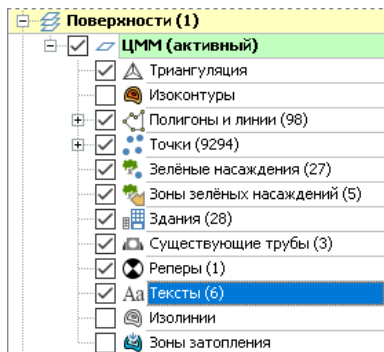 Поверхности (1)
ЦММ (активный)
Триангуляция
Изоконтуры
Полигоны и линии (98)
Точки (9294)
Зелёные насаждения (27)
Зоны зелёных насаждений (5)
Здания (28)
Существующие трубы (3)
Реперы (1)
Aa Тексты (6)
Изолинии
Зоны затопления